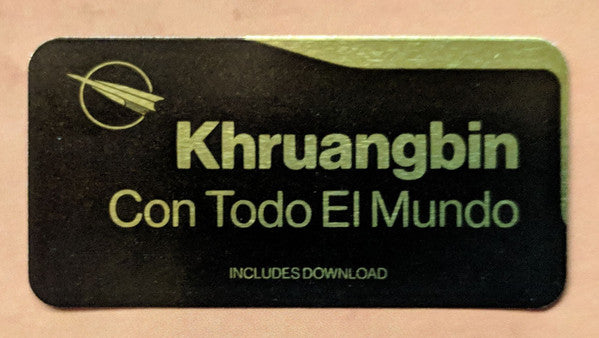 Khruangbin
Con Todo El Mundo
INCLUDES DOWNLOAD